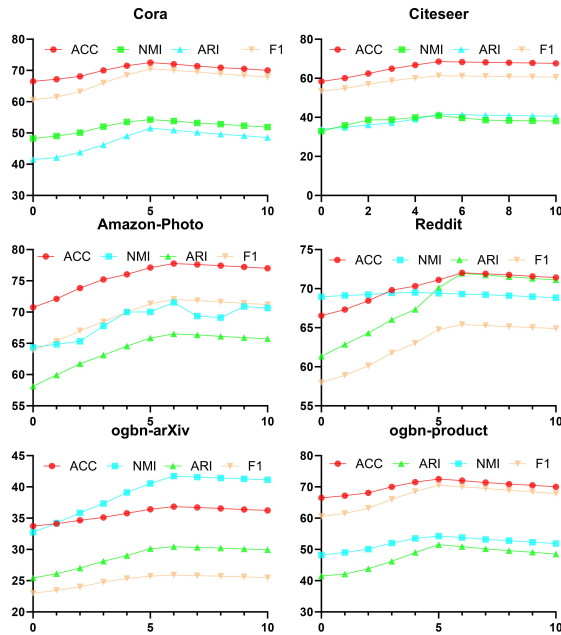 Cora
ACC NMI ARI F1
80
70
60
50
40
30
0 5 10
Citeseer
ACC NMI ARI F1
80
60
40
20
0
0 2 4 6 8 10
Amazon-Photo
ACC NMI ARI F1
80
75
70
65
60
55
0 5 10
Reddit
ACC NMI ARI F1
75
70
65
60
55
0 5 10
ogbn-arXiv
ACC NMI ARI F1
45
40
35
30
25
20
0 5 10
ogbn-product
ACC ARI NMI F1
80
70
60
50
40
30
0 5 10